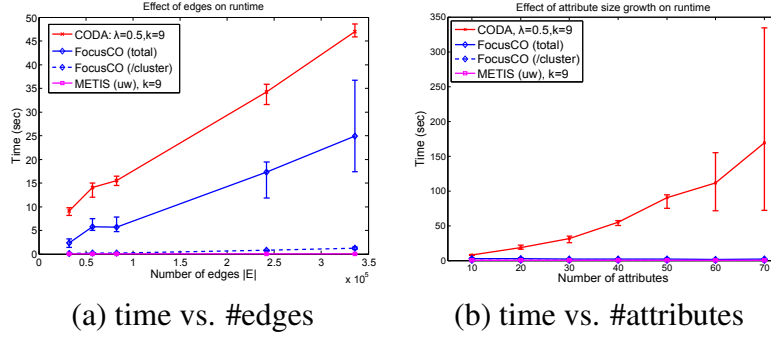 Effect of edges on runtime
50
45
40
35
30
25
20
15
10
5
0
Time (sec)
CODA: λ=0.5,k=9
FocusCO (total)
FocusCO (/cluster)
METIS (uw), k=9
0 0.5 1 1.5 2 2.5 3 3.5
Number of edges |E|
x 10⁵
(a) time vs. #edges
Effect of attribute size growth on runtime
350
300
250
200
150
100
50
0
Time (sec)
CODA, λ=0.5,k=9
FocusCO (total)
FocusCO (/cluster)
METIS (uw), k=9
10 20 30 40 50 60 70
Number of attributes
(b) time vs. #attributes